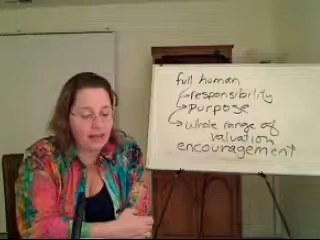 full human
responsibility
purpose
whole range of
valuation
encouragement